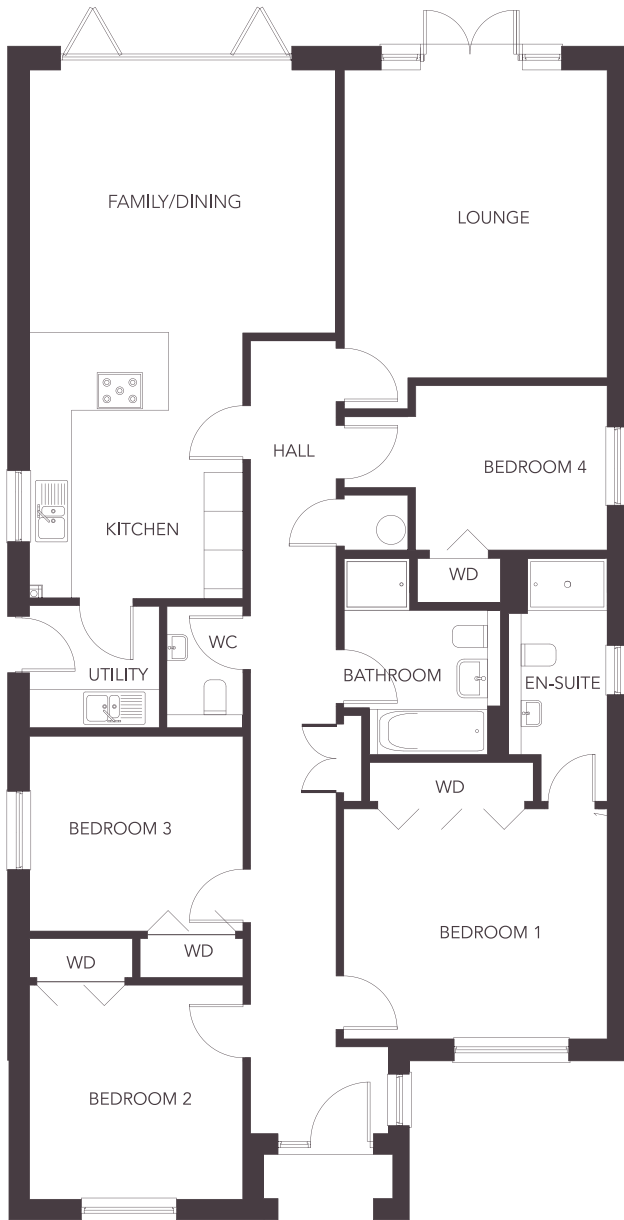 FAMILY/DINING
LOUNGE
HALL
BEDROOM 4
KITCHEN
WD
WC
UTILITY
BATHROOM
EN-SUITE
WD
BEDROOM 3
BEDROOM 1
WD
WD
BEDROOM 2